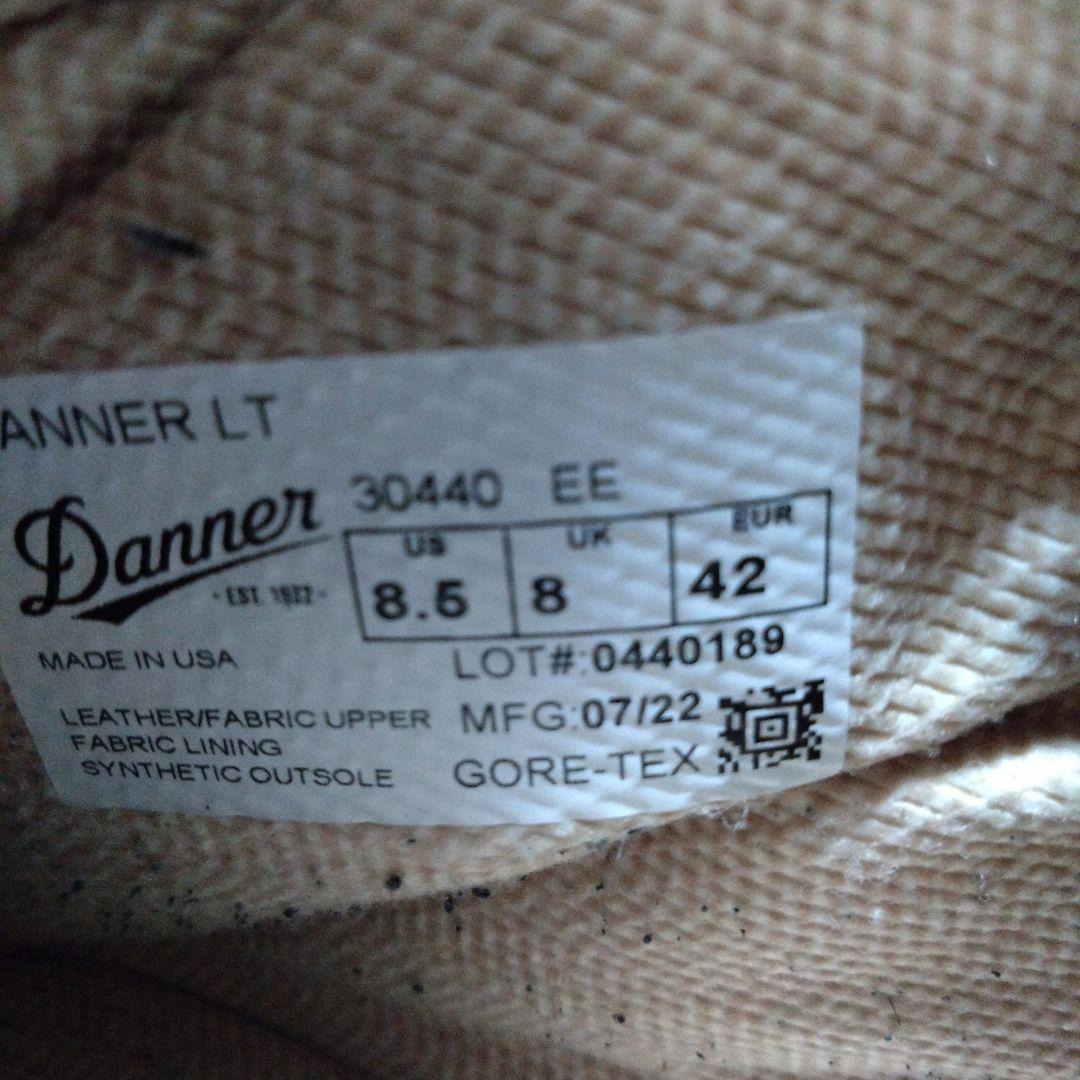 ANNER LT
Danner
EST. 1932
30440 EE
US UK EUR
8.5 8 42
MADE IN USA
LOT#:0440189
LEATHER/FABRIC UPPER
FABRIC LINING
SYNTHETIC OUTSOLE
MFG:07/22
GORE-TEX